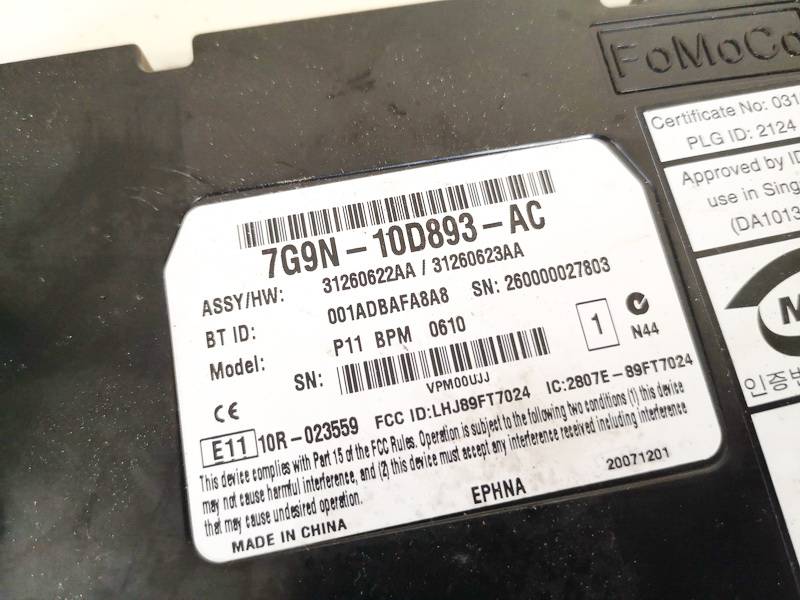 FoMoCo
Certificate No: 031
PLG ID: 2124
Approved by ID
use in Sing
(DA1013
인증번
7G9N-10D893-AC
ASSY/HW: 31260622AA / 31260623AA
BT ID: 001ADBAFA8A8 SN: 260000027803
Model: P11 BPM 0610
1
N44
SN:
VPM00UJJ
CE
E11 10R-023559 FCC ID:LHJ89FT7024 IC:2807E-89FT7024
This device complies with Part 15 of the FCC Rules. Operation is subject to the following two conditions (1) this device
may not cause harmful interference, and (2) this device must accept any interference received including interference
that may cause undesired operation.
20071201
EPHNA
MADE IN CHINA